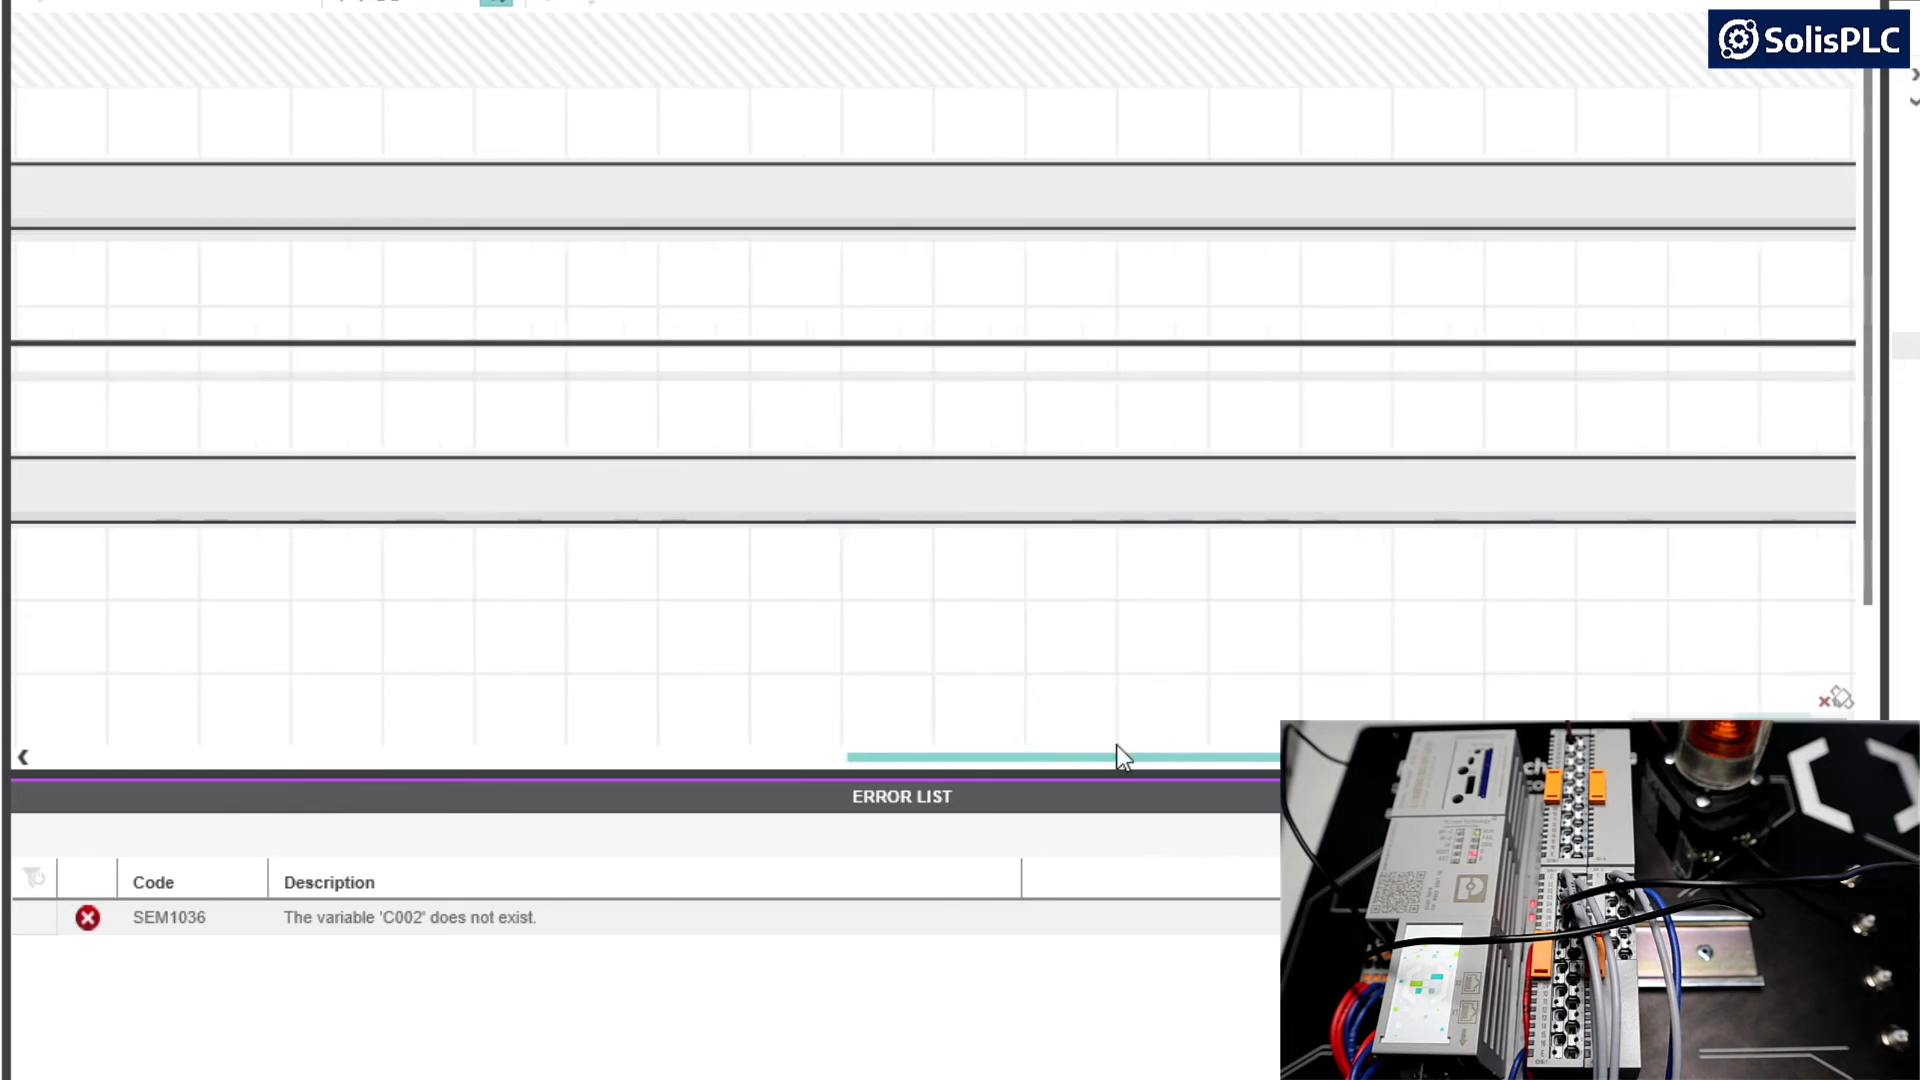 SolisPLC
ERROR LIST
Code Description
SEM1036 The variable 'C002' does not exist.